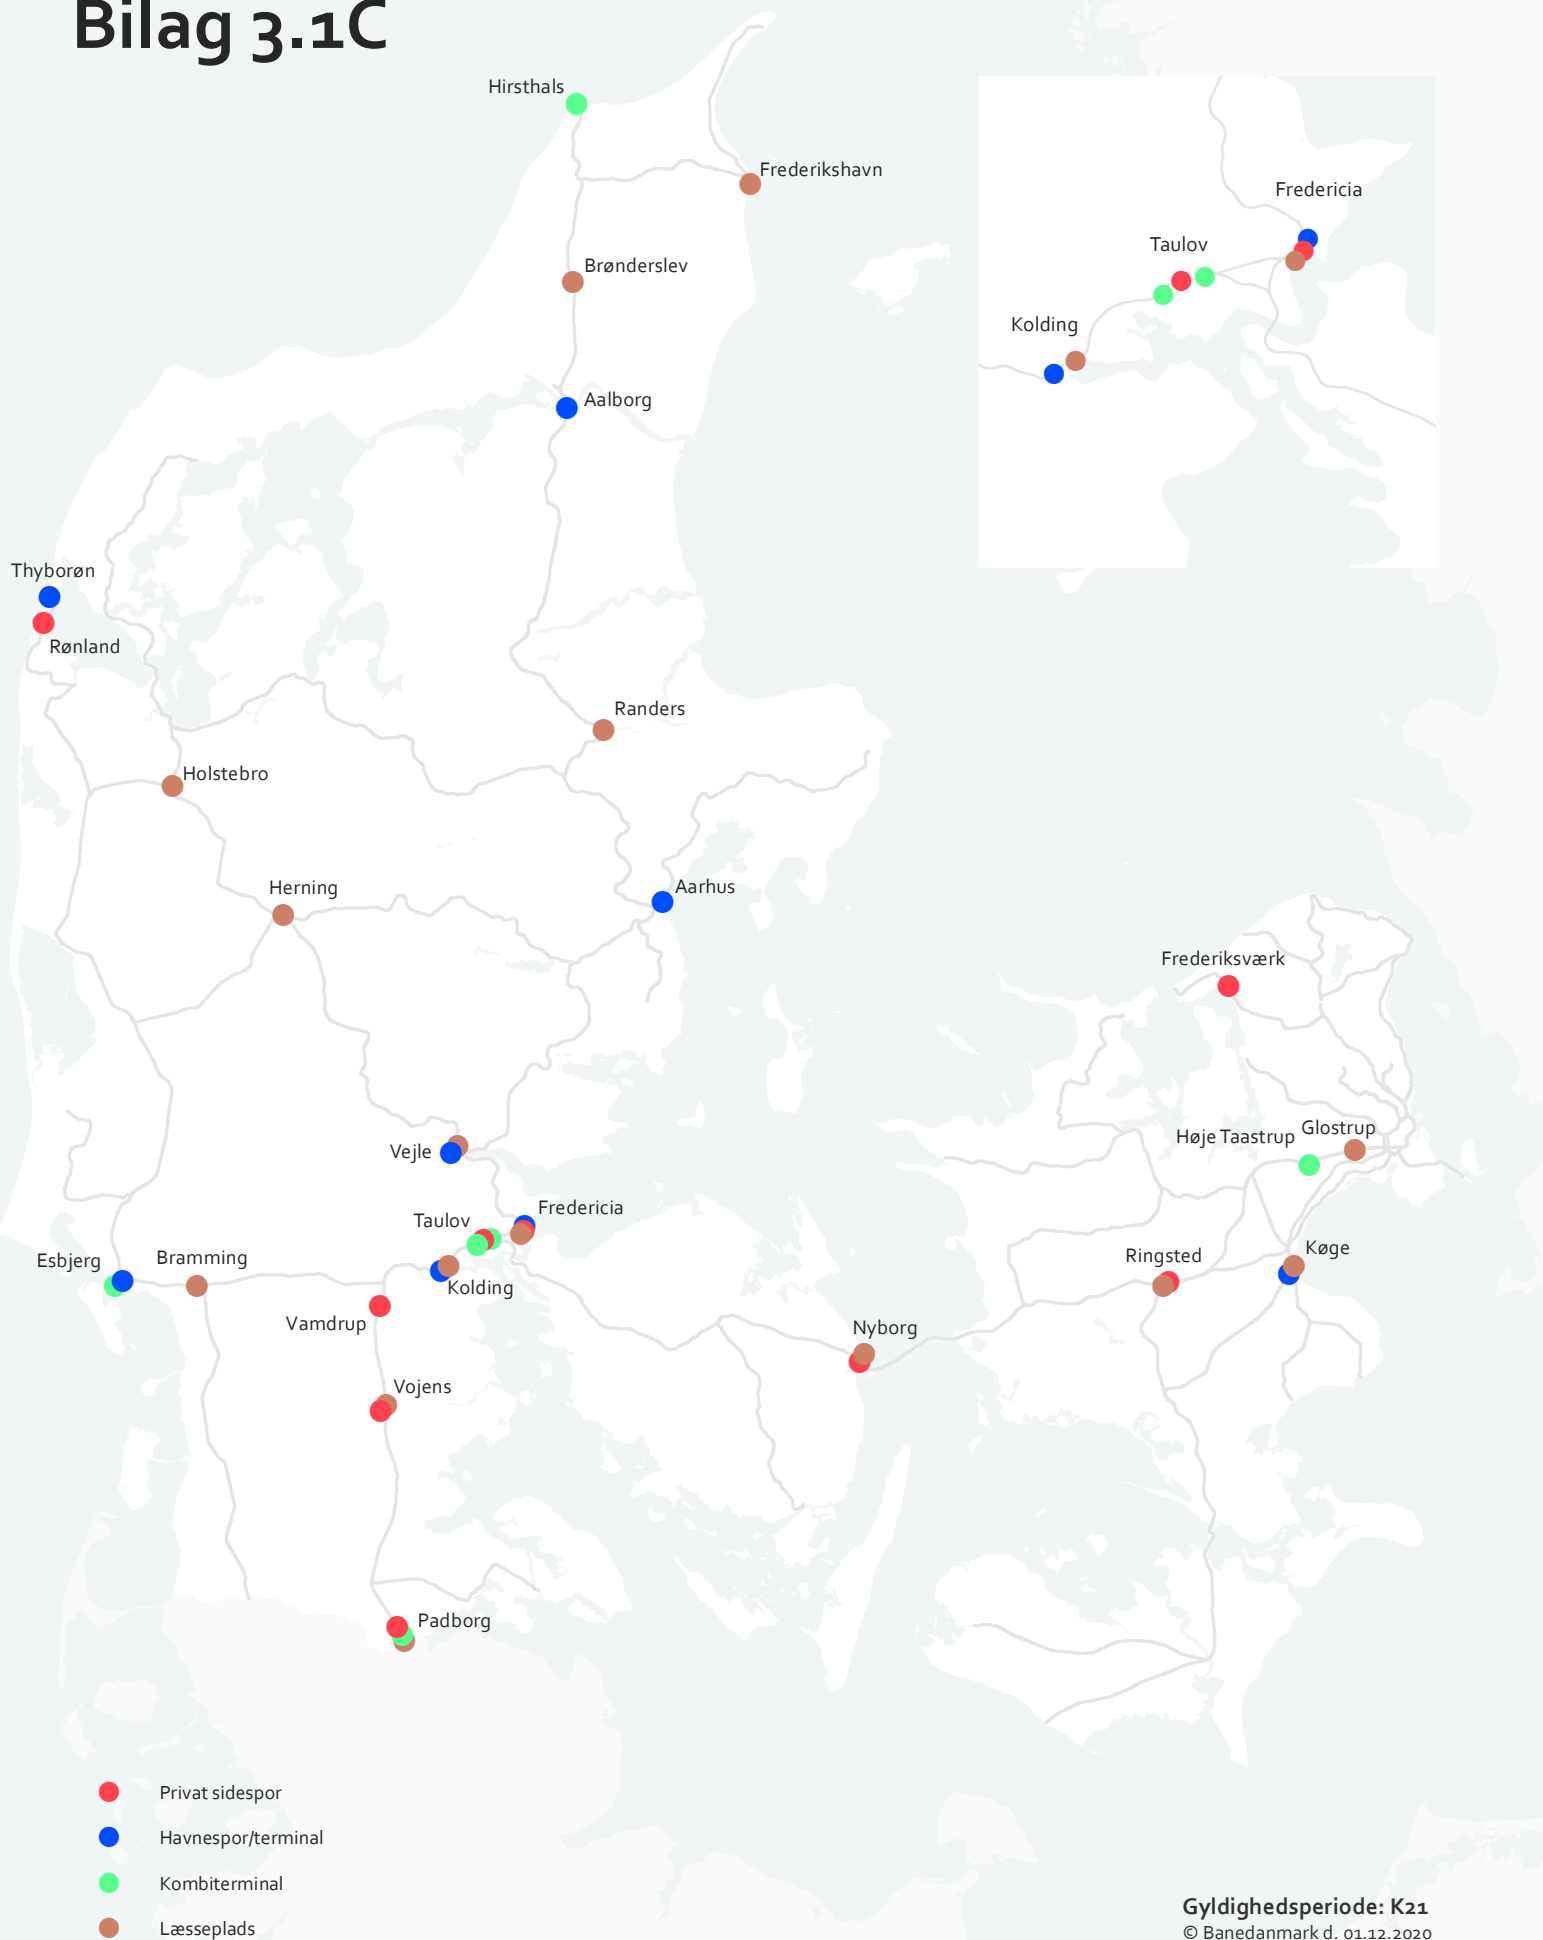 Bilag 3.1C
Hirsthals
Frederikshavn
Fredericia
Taulov
Brønderslev
Kolding
Aalborg
Thyborøn
Rønland
Randers
Holstebro
Herning
Aarhus
Frederiksværk
Glostrup
Høje Taastrup
Vejle
Fredericia
Taulov
Køge
Ringsted
Bramming
Esbjerg
Kolding
Vamdrup
Nyborg
Vojens
Padborg
Privat sidespor
Havnespor/terminal
Kombiterminal
Læsseplads
Gyldighedsperiode: K21
© Banedanmark d. 01.12.2020